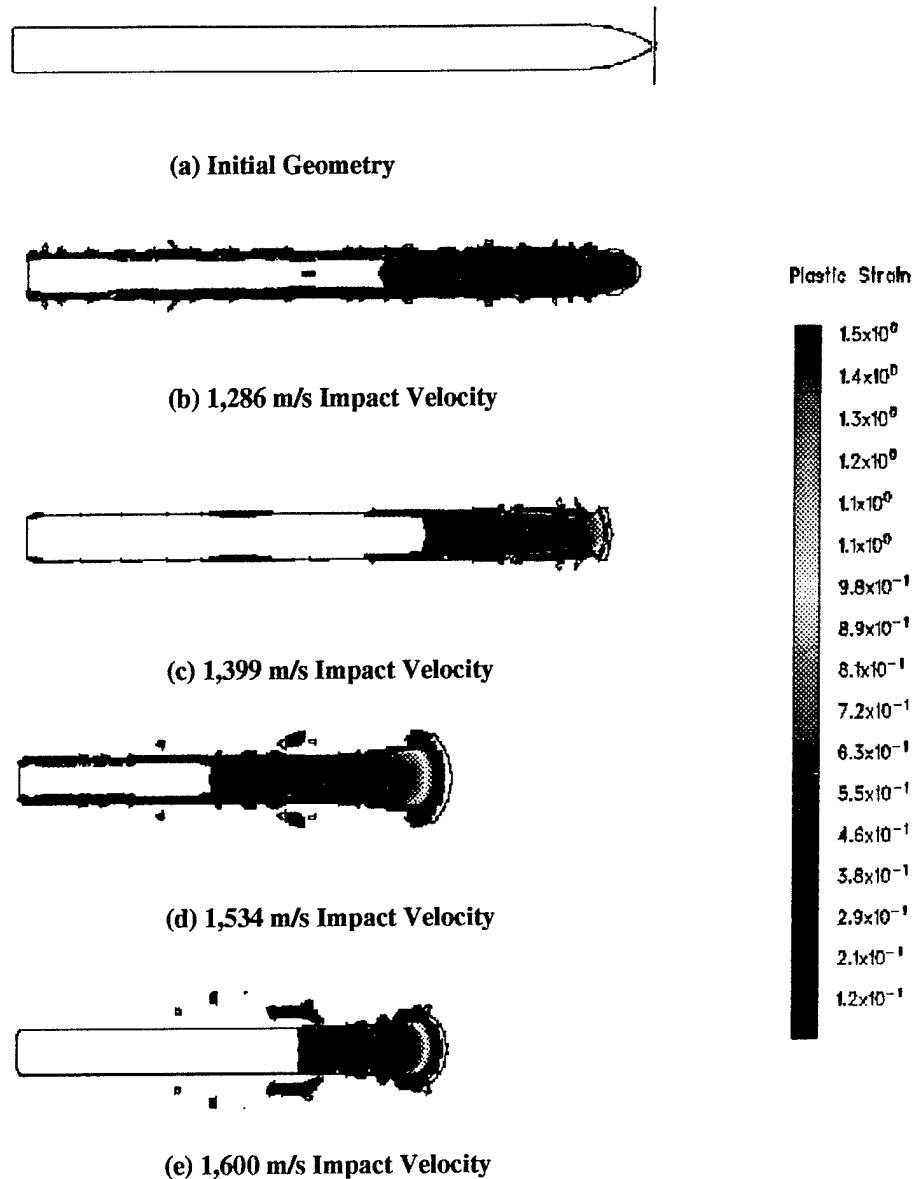 (a) Initial Geometry
(b) 1,286 m/s Impact Velocity
(c) 1,399 m/s Impact Velocity
(d) 1,534 m/s Impact Velocity
(e) 1,600 m/s Impact Velocity
Plastic Strain
1.5x10⁰
1.4x10⁰
1.3x10⁰
1.2x10⁰
1.1x10⁰
1.1x10⁰
9.8x10⁻¹
8.9x10⁻¹
8.1x10⁻¹
7.2x10⁻¹
6.3x10⁻¹
5.5x10⁻¹
4.6x10⁻¹
3.8x10⁻¹
2.9x10⁻¹
2.1x10⁻¹
1.2x10⁻¹